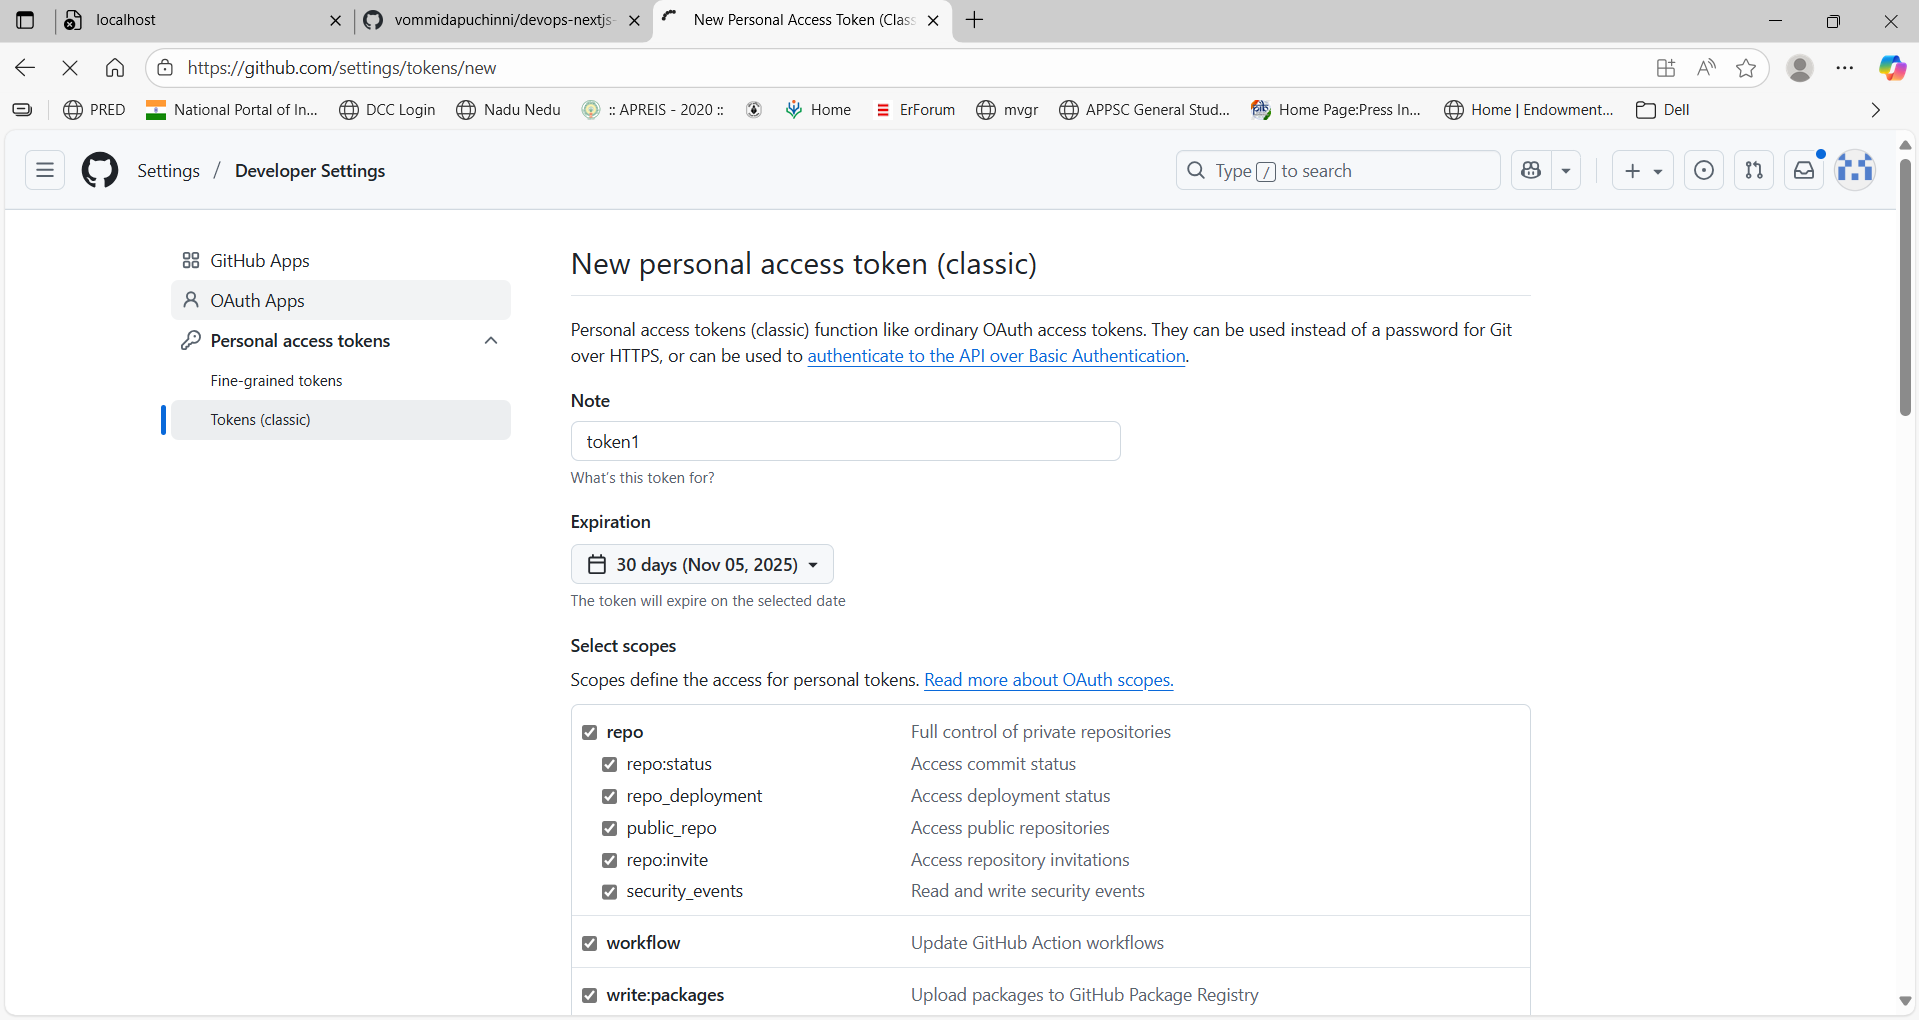 localhost
vommidapuchinni/devops-nextjs-
New Personal Access Token (Class
https://github.com/settings/tokens/new
PRED
National Portal of In...
DCC Login
Nadu Nedu
:: APREIS - 2020 ::
Home
ErForum
mvgr
APPSC General Stud...
Home Page:Press In...
Home | Endowment...
Dell
Settings / Developer Settings
Type / to search
GitHub Apps
OAuth Apps
Personal access tokens
Fine-grained tokens
Tokens (classic)
New personal access token (classic)
Personal access tokens (classic) function like ordinary OAuth access tokens. They can be used instead of a password for Git
over HTTPS, or can be used to authenticate to the API over Basic Authentication.
Note
token1
What's this token for?
Expiration
30 days (Nov 05, 2025)
The token will expire on the selected date
Select scopes
Scopes define the access for personal tokens. Read more about OAuth scopes.
repo Full control of private repositories
repo:status Access commit status
repo_deployment Access deployment status
public_repo Access public repositories
repo:invite Access repository invitations
security_events Read and write security events
workflow Update GitHub Action workflows
write:packages Upload packages to GitHub Package Registry